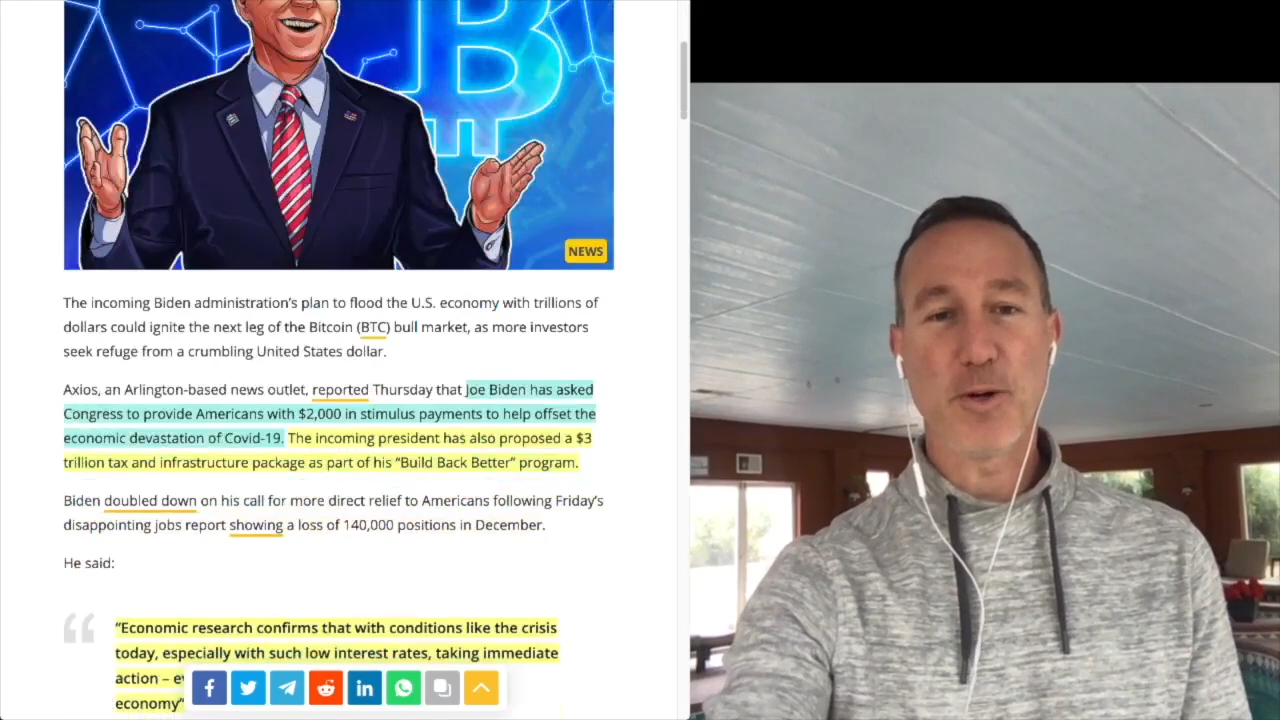 NEWS
The incoming Biden administration’s plan to flood the U.S. economy with trillions of
dollars could ignite the next leg of the Bitcoin (BTC) bull market, as more investors
seek refuge from a crumbling United States dollar.
Axios, an Arlington-based news outlet, reported Thursday that Joe Biden has asked
Congress to provide Americans with $2,000 in stimulus payments to help offset the
economic devastation of Covid-19. The incoming president has also proposed a $3
trillion tax and infrastructure package as part of his “Build Back Better” program.
Biden doubled down on his call for more direct relief to Americans following Friday’s
disappointing jobs report showing a loss of 140,000 positions in December.
He said:
“Economic research confirms that with conditions like the crisis
today, especially with such low interest rates, taking immediate
action –
economy”